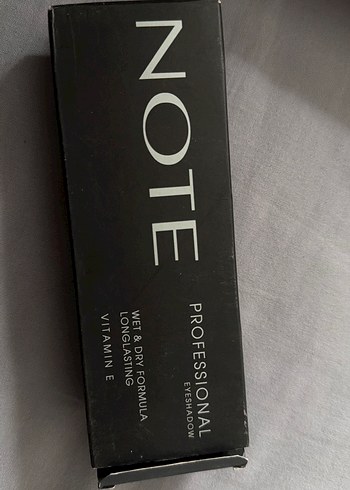 NOTE
PROFESSIONAL
EYESHADOW
WET & DRY FORMULA
LONGLASTING
VITAMIN E